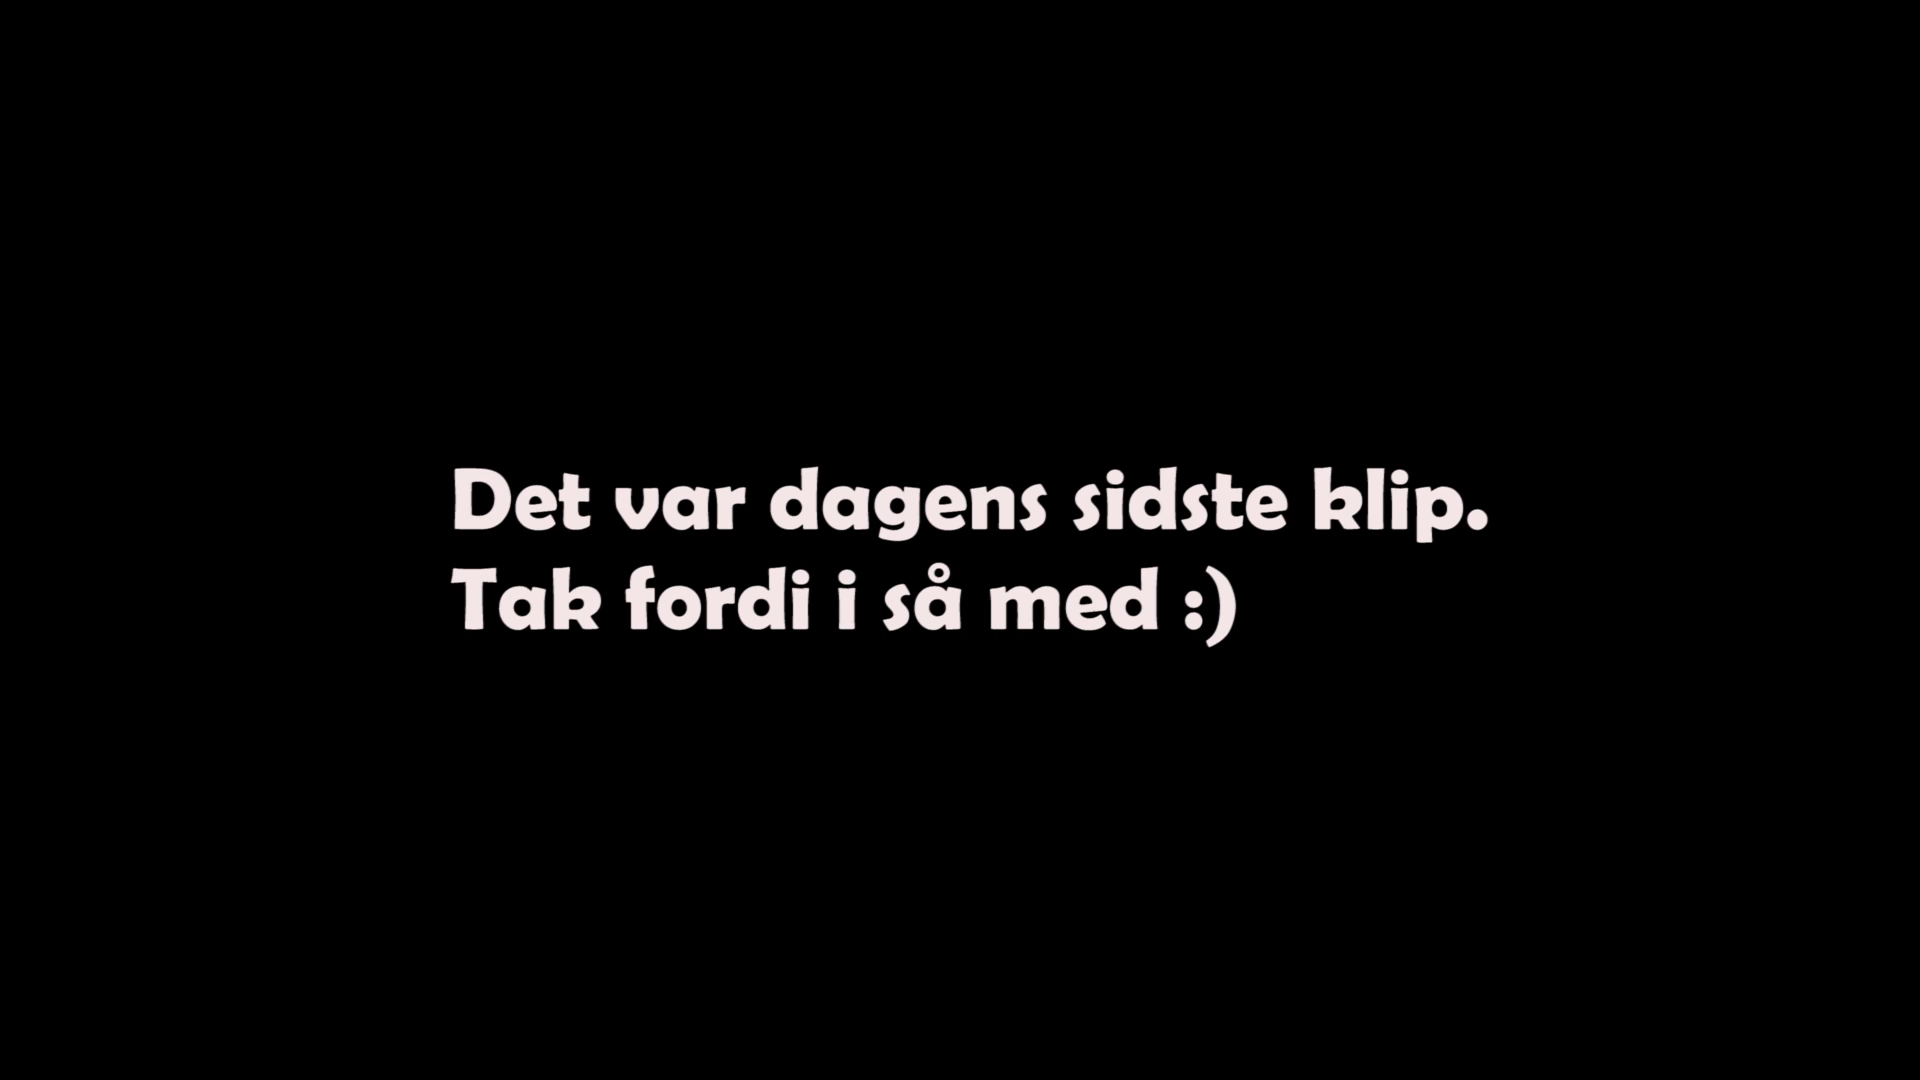 Det var dagens sidste klip.
Tak fordi i så med :)